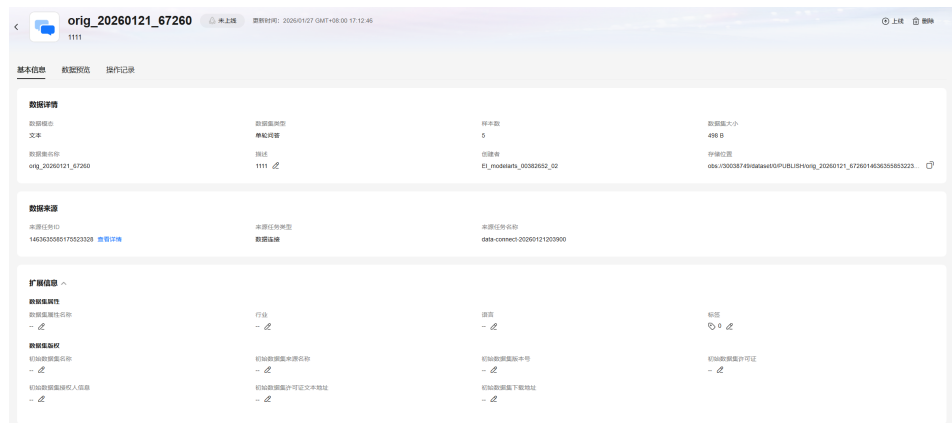 orig_20260121_67260 未上线 更新时间：2026/01/27 GMT+08:00 17:12:46 上线 删除
1111
基本信息 数据预览 操作记录
数据详情
数据模态 数据集类型 样本数 数据集大小
文本 单轮问答 5 498 B
数据集名称 描述 创建者 存储位置
orig_20260121_67260 1111 EI_modelarts_00382652_02 obs://30038749/dataset/0/PUBLISH/orig_20260121_6726014636355853223...
数据来源
来源任务ID 来源任务类型 来源任务名称
1463635585175523328 查看详情 数据连接 data-connect-20260121203900
扩展信息
数据集属性
数据集属性名称 行业 语言 标签
-- -- -- 0
数据集版权
初始数据集名称 初始数据集来源名称 初始数据集版本号 初始数据集许可证
-- -- -- --
初始数据集授权人信息 初始数据集许可证文本地址 初始数据集下载地址
-- -- --